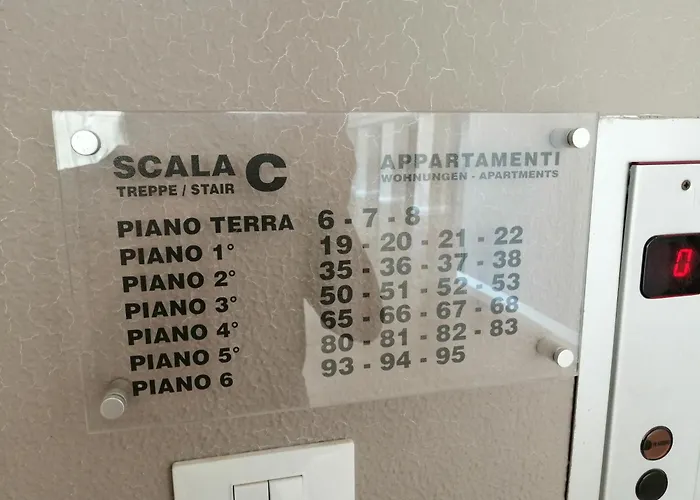 SCALA C
TREPPE / STAIR
APPARTAMENTI
WOHNUNGEN - APARTMENTS
PIANO TERRA 6 - 7 - 8
PIANO 1° 19 - 20 - 21 - 22
PIANO 2° 35 - 36 - 37 - 38
PIANO 3° 50 - 51 - 52 - 53
PIANO 4° 65 - 66 - 67 - 68
PIANO 5° 80 - 81 - 82 - 83
PIANO 6 93 - 94 - 95
0